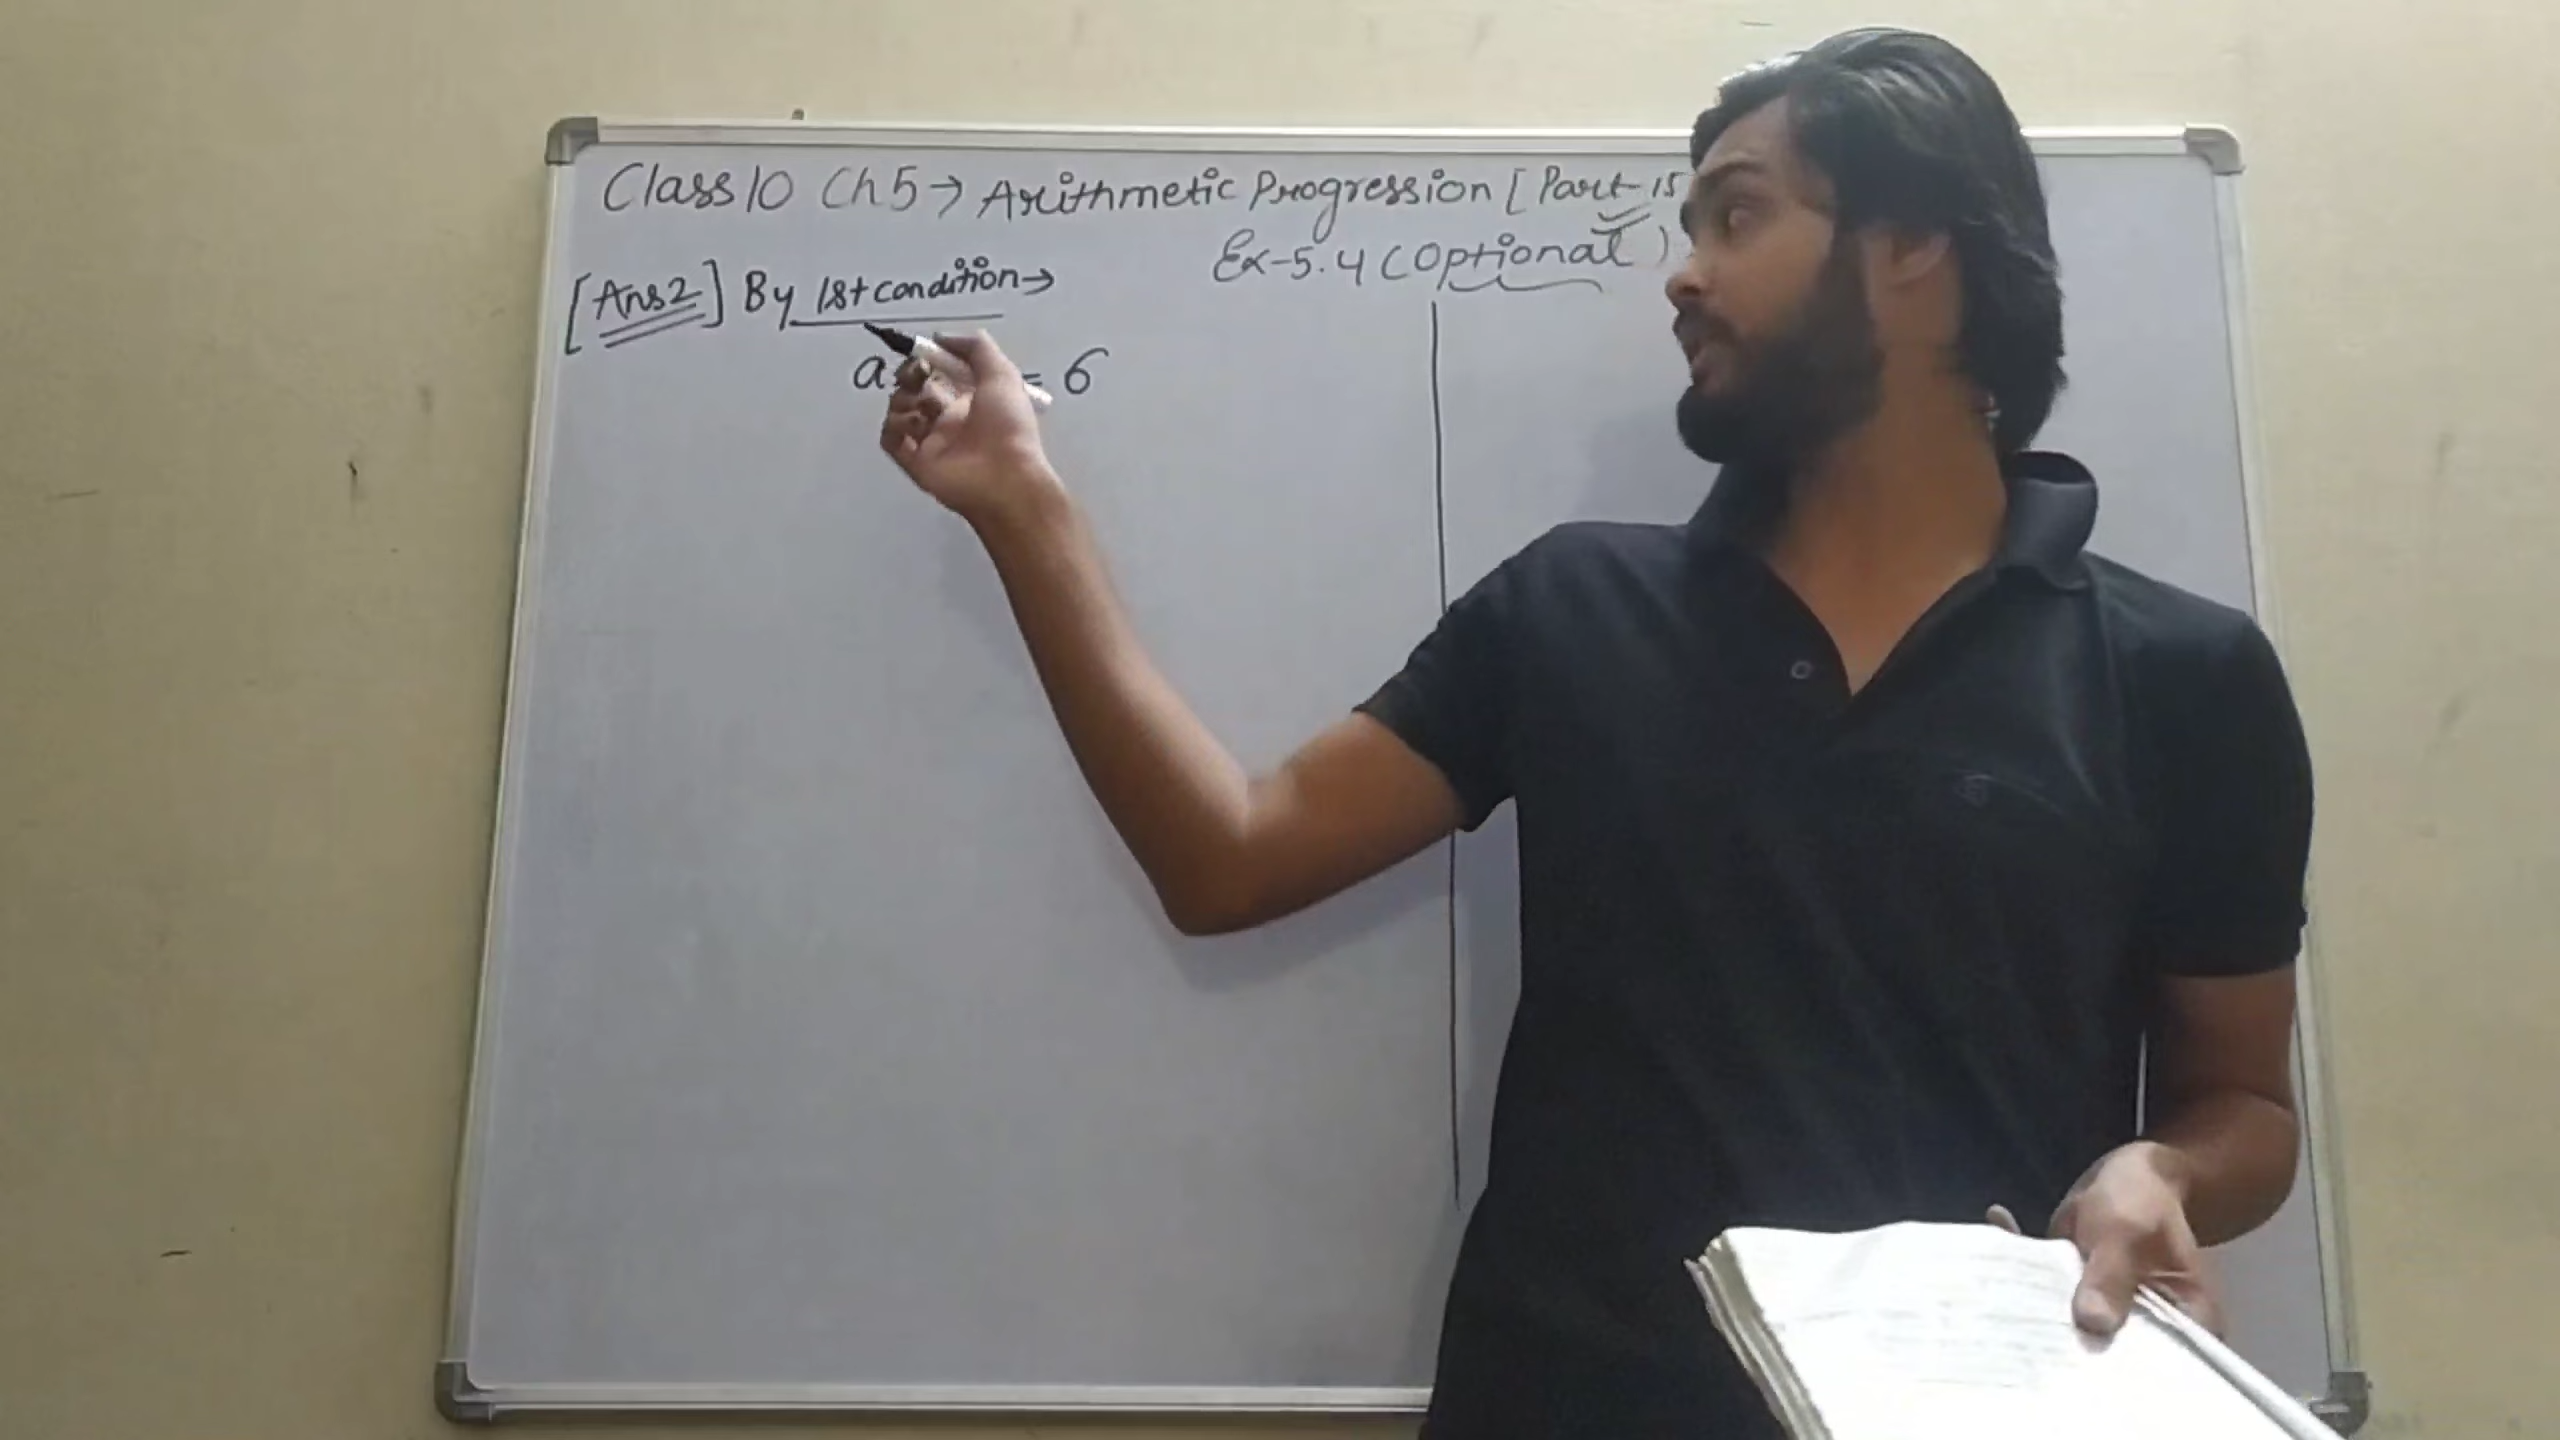 Class 10 Ch 5 → Arithmetic Progression [ Part-15
Ex-5.4 (Optional)
[Ans 2] By 1st condition →
a = 6